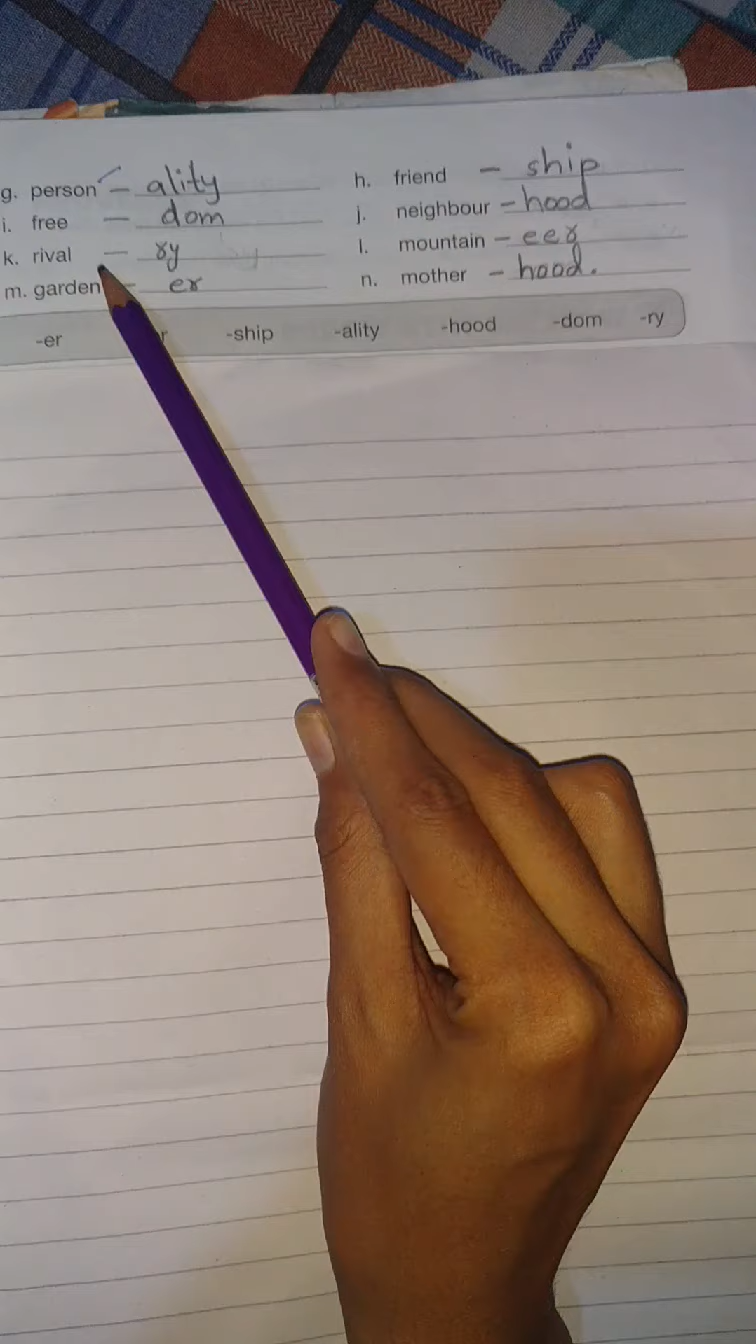 g. person – ality h. friend – ship
i. free – dom j. neighbour – hood
k. rival – ry l. mountain – eer
m. garden – er n. mother – hood.
-er -ship -ality -hood -dom -ry